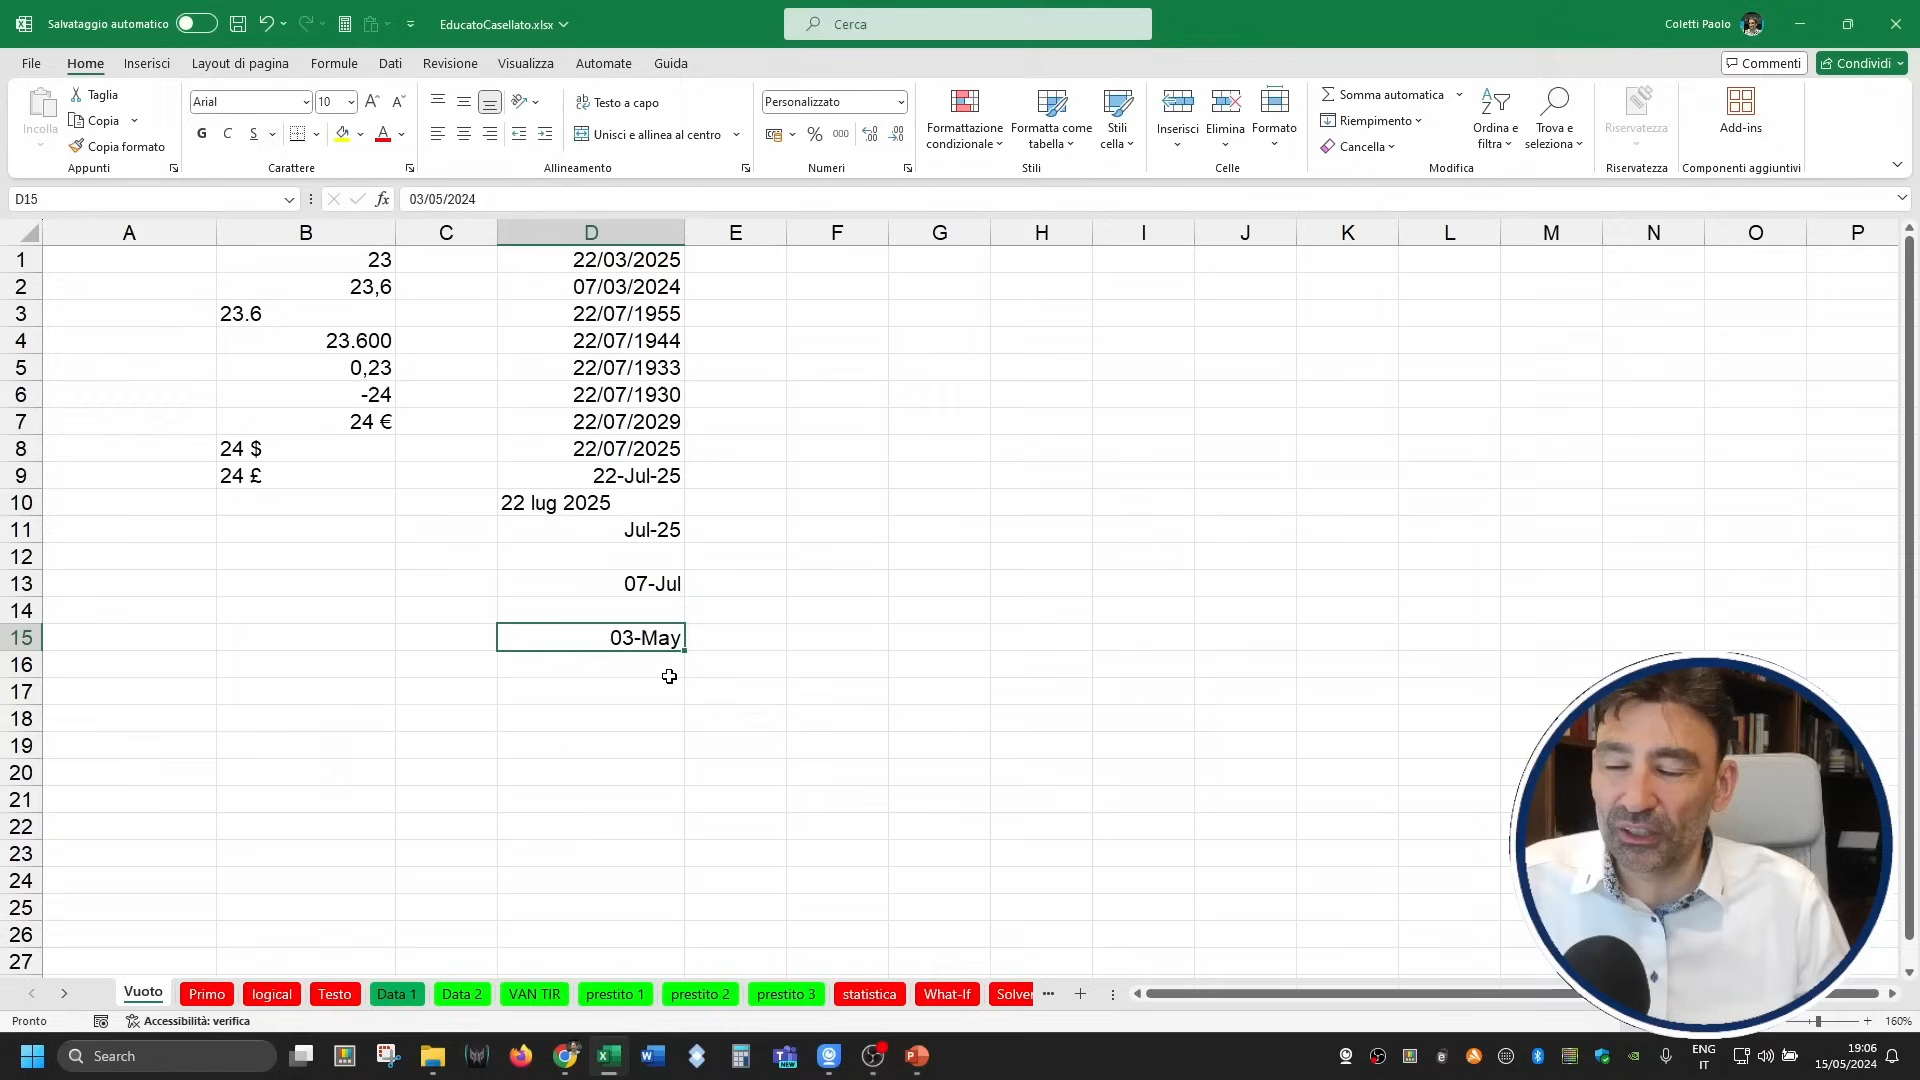 Salvataggio automatico
EducatoCasellato.xlsx
Cerca
Coletti Paolo
File
Home
Inserisci
Layout di pagina
Formule
Dati
Revisione
Visualizza
Automate
Guida
Commenti
Condividi
Incolla
Taglia
Copia
Copia formato
Appunti
Arial
10
G
C
S
Carattere
Testo a capo
Unisci e allinea al centro
Allineamento
Personalizzato
%
000
Numeri
Formattazione
condizionale
Formatta come
tabella
Stili
cella
Stili
Inserisci
Elimina
Formato
Celle
Somma automatica
Riempimento
Cancella
Ordina e
filtra
Trova e
seleziona
Modifica
Riservatezza
Riservatezza
Add-ins
Componenti aggiuntivi
D15
fx
03/05/2024
A B C D E F G H I J K L M N O P
1 23 22/03/2025
2 23,6 07/03/2024
3 23.6 22/07/1955
4 23.600 22/07/1944
5 0,23 22/07/1933
6 -24 22/07/1930
7 24 € 22/07/2029
8 24 $ 22/07/2025
9 24 £ 22-Jul-25
10 22 lug 2025
11 Jul-25
12
13 07-Jul
14
15 03-May
16
17
18
19
20
21
22
23
24
25
26
27
Vuoto
Primo
logical
Testo
Data 1
Data 2
VAN TIR
prestito 1
prestito 2
prestito 3
statistica
What-If
Solver
Pronto
Accessibilità: verifica
160%
Search
ENG
IT
19:06
15/05/2024